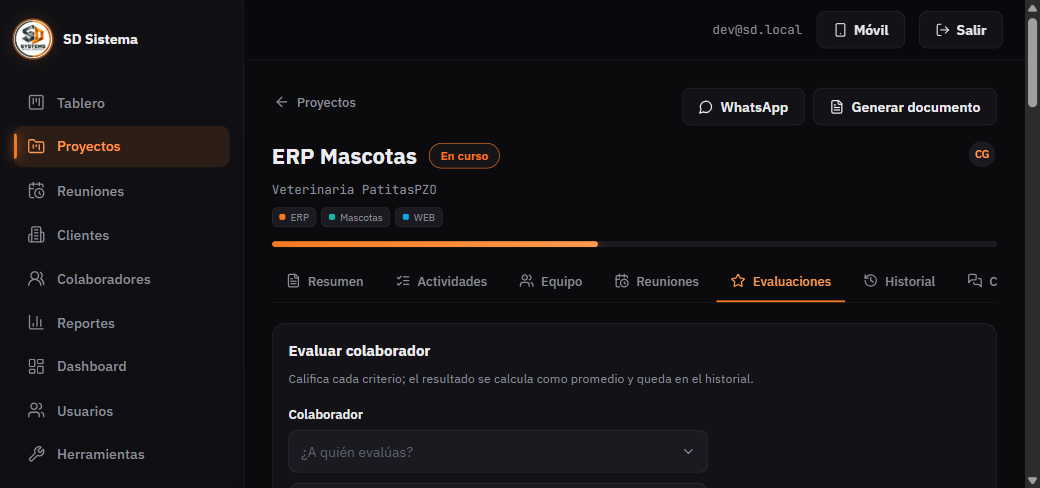 SD
SYSTEMS
SD Sistema
dev@sd.local
Móvil
Salir
Tablero
Proyectos
Reuniones
Clientes
Colaboradores
Reportes
Dashboard
Usuarios
Herramientas
Proyectos
WhatsApp
Generar documento
ERP Mascotas
En curso
CG
Veterinaria PatitasPZO
ERP
Mascotas
WEB
Resumen
Actividades
Equipo
Reuniones
Evaluaciones
Historial
C
Evaluar colaborador
Califica cada criterio; el resultado se calcula como promedio y queda en el historial.
Colaborador
¿A quién evalúas?